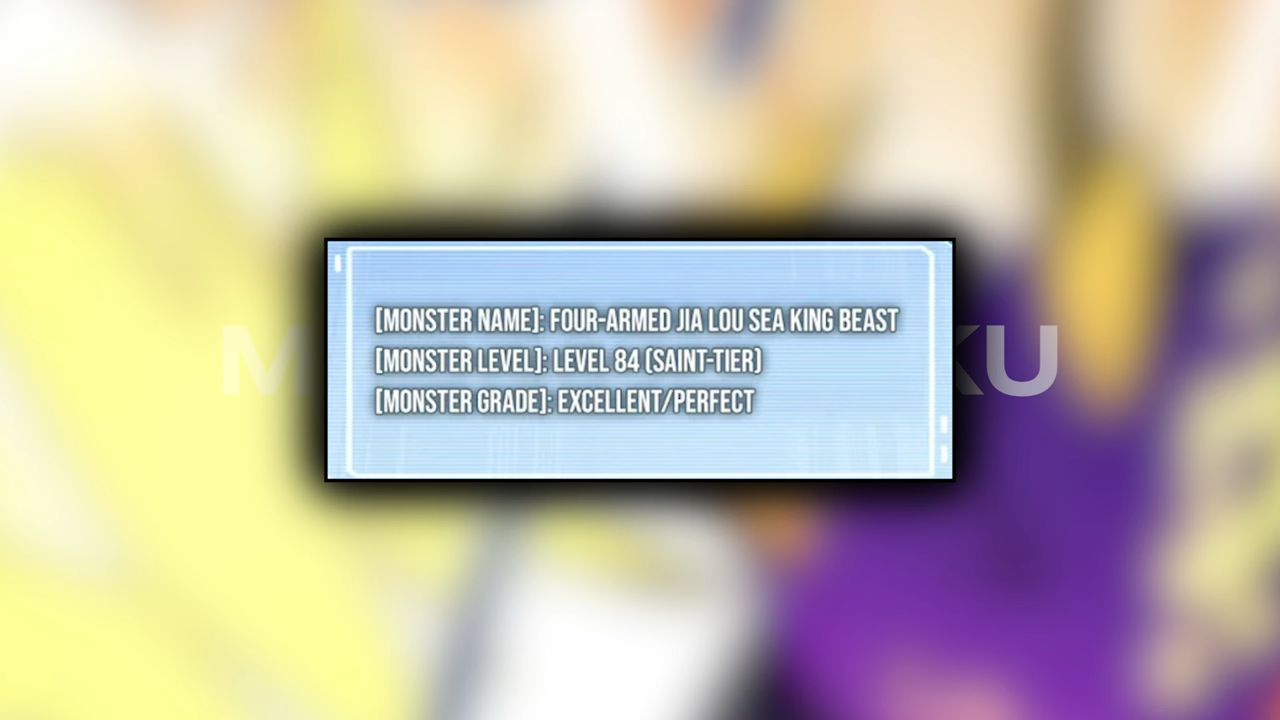 [MONSTER NAME]: FOUR-ARMED JIA LOU SEA KING BEAST
[MONSTER LEVEL]: LEVEL 84 (SAINT-TIER)
[MONSTER GRADE]: EXCELLENT/PERFECT